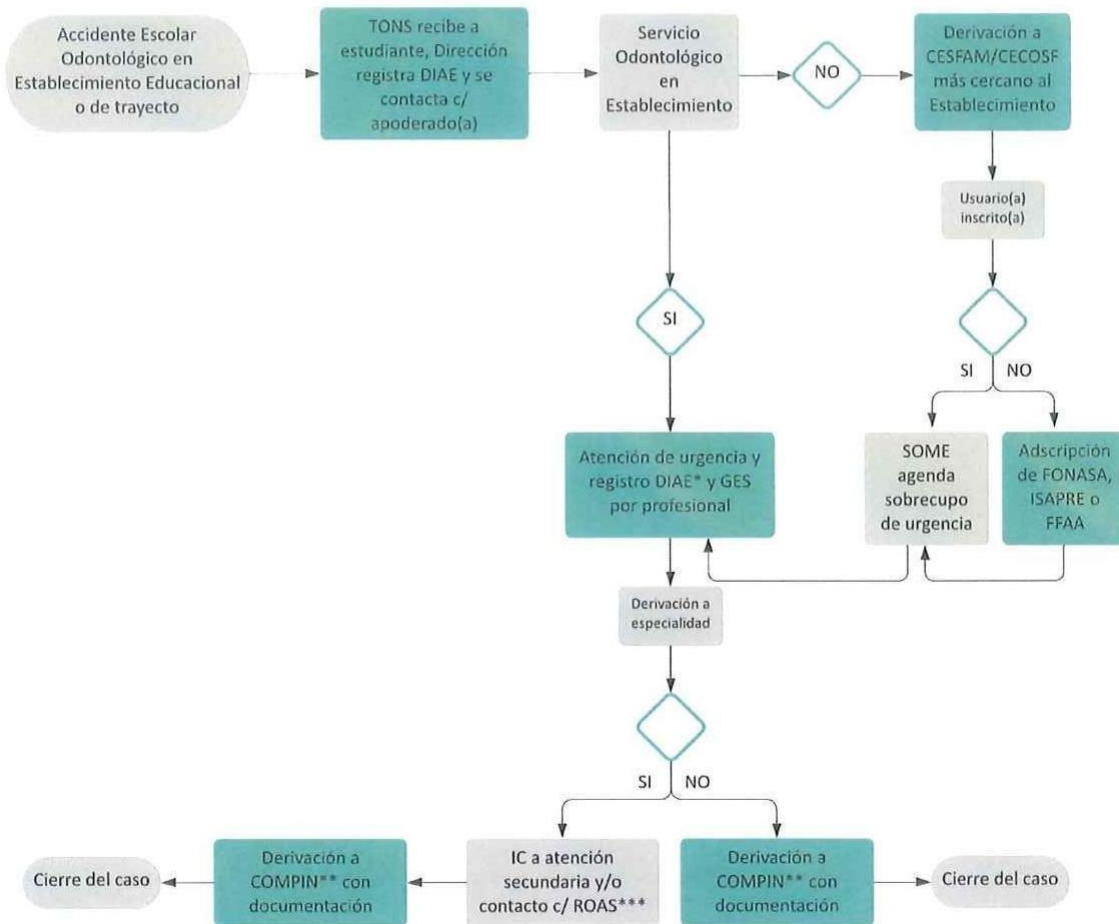 Accidente Escolar
Odontológico en
Establecimiento Educacional
o de trayecto
TONS recibe a
estudiante, Dirección
registra DIAE y se
contacta c/
apoderado(a)
Servicio
Odontológico
en
Establecimiento
NO
Derivación a
CESFAM/CECOSF
más cercano al
Establecimiento
Usuario(a)
inscrito(a)
SI
SI
NO
Atención de urgencia y
registro DIAE* y GES
por profesional
SOME
agenda
sobrecupo
de urgencia
Adscripción
de FONASA,
ISAPRE o
FFAA
Derivación a
especialidad
SI
NO
Cierre del caso
Derivación a
COMPIN** con
documentación
IC a atención
secundaria y/o
contacto c/ ROAS***
Derivación a
COMPIN** con
documentación
Cierre del caso